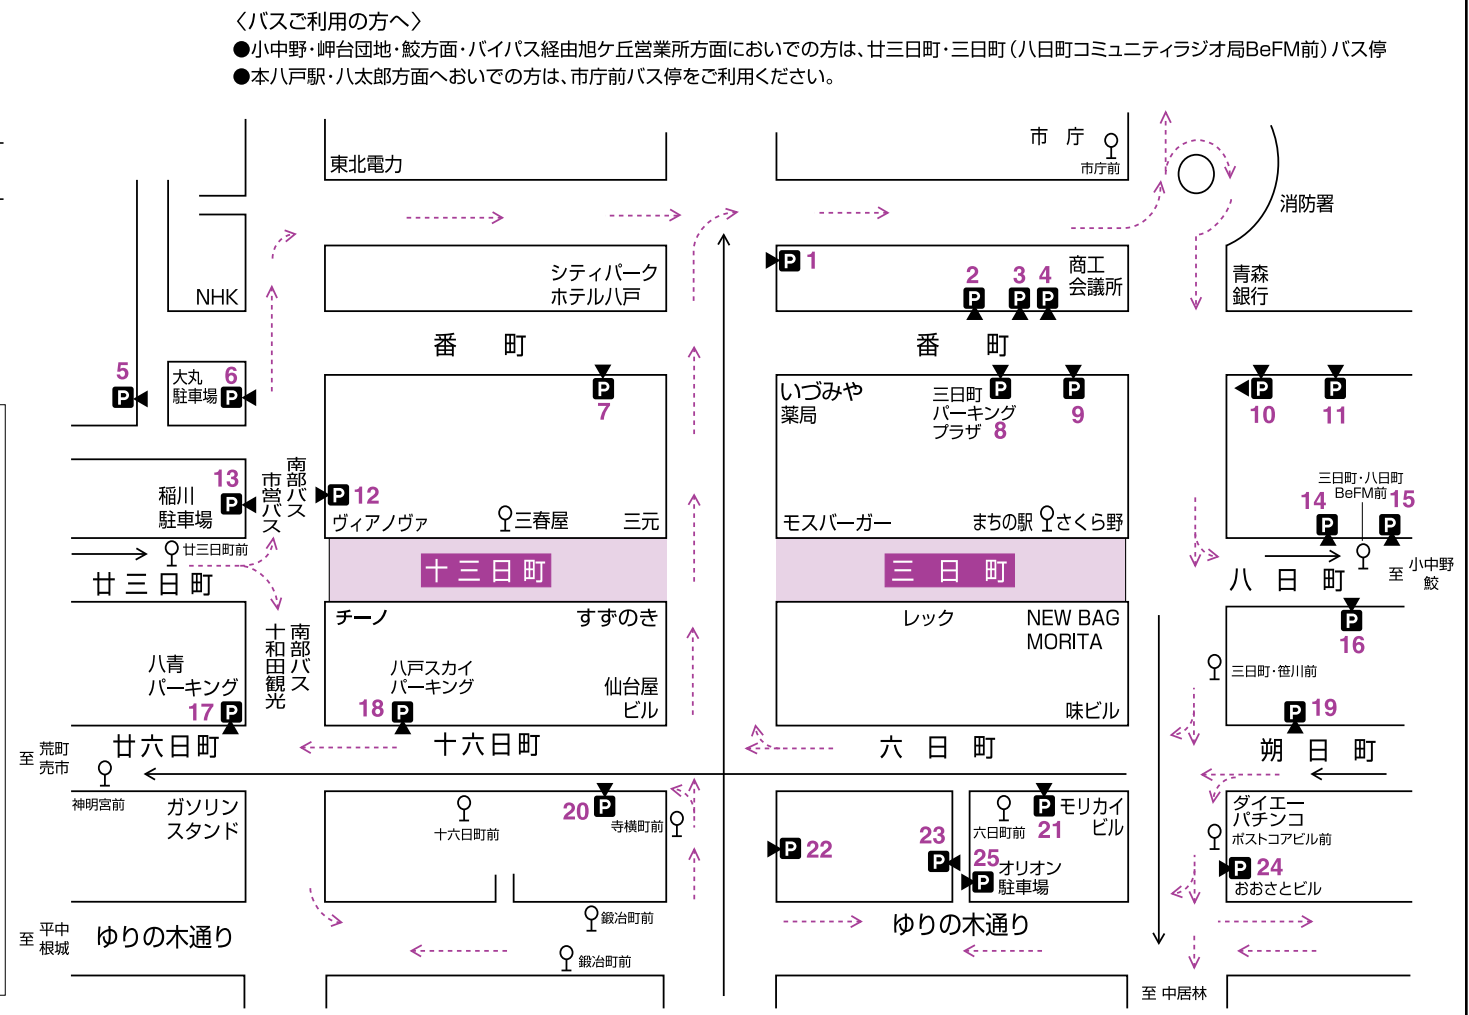 〈バスご利用の方へ〉
●小中野・岬台団地・鮫方面・バイパス経由旭ケ丘営業所方面においでの方は、廿三日町・三日町（八日町コミュニティラジオ局BeFM前）バス停
●本八戸駅・八太郎方面へおいでの方は、市庁前バス停をご利用ください。
東北電力
市 庁
市庁前
消防署
NHK
シティパーク
ホテル八戸
P 1
2
3
4
P
P
P
商工
会議所
青森
銀行
番 町
番 町
5
P
大丸
駐車場
6
P
P
7
いづみや
薬局
三日町
パーキング
プラザ
P
8
P
9
P
10
P
11
稲川
駐車場
13
P
市営バス
南部バス
P 12
ヴィアノヴァ
三春屋
三元
モスバーガー
まちの駅
さくら野
三日町・八日町
BeFM前
14
P
15
P
廿三日町前
廿三日町
十三日町
三日町
八日町
至 小中野
鮫
チーノ
すずのき
レック
NEW BAG
MORITA
P
16
十和田観光
南部バス
八青
パーキング
17 P
八戸スカイ
パーキング
18 P
仙台屋
ビル
味ビル
三日町・笹川前
P 19
至 荒町
売市
廿六日町
十六日町
六日町
朔日町
神明宮前
ガソリン
スタンド
十六日町前
20 P
寺横町前
P 22
23
P
六日町前
P
21
モリカイ
ビル
25
P
オリオン
駐車場
ダイエー
パチンコ
ポストコアビル前
P 24
おおさとビル
至 平中
根城
ゆりの木通り
鍛冶町前
鍛冶町前
ゆりの木通り
至 中居林